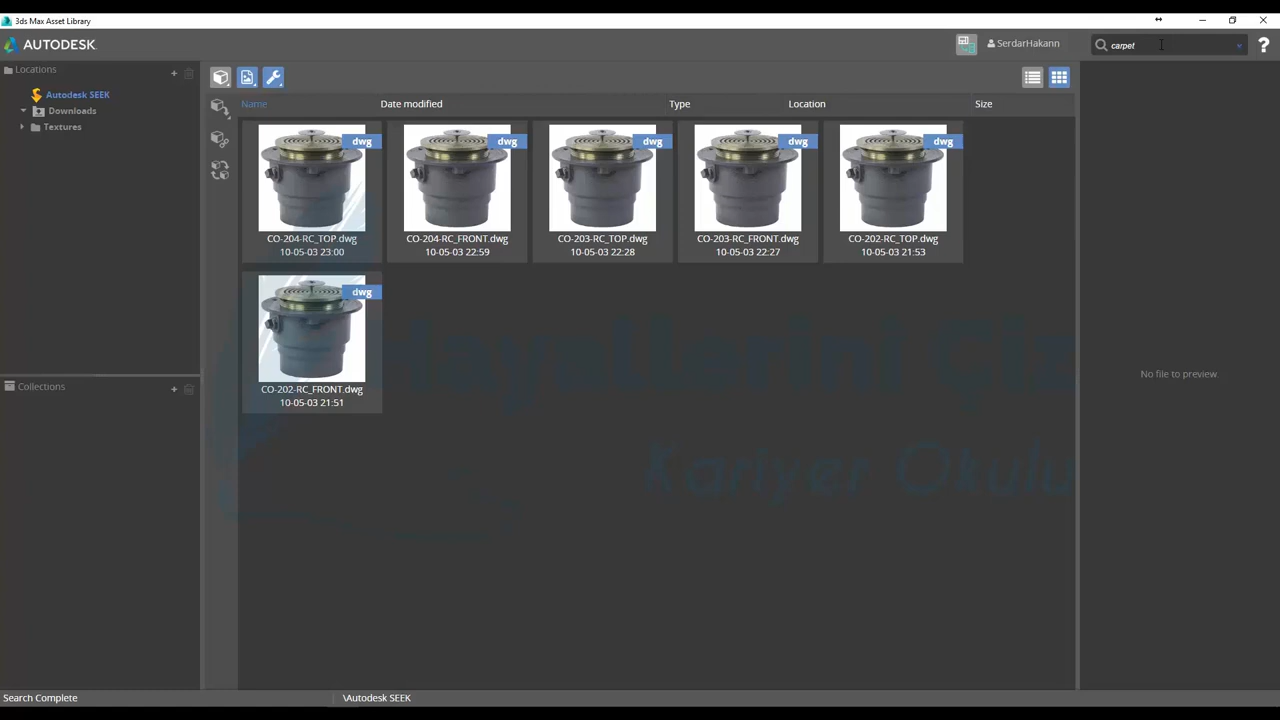 3ds Max Asset Library
AUTODESK
SerdarHakann
carpet
?
Locations
Autodesk SEEK
Downloads
Textures
Collections
Name Date modified Type Location Size
dwg dwg dwg dwg dwg
CO-204-RC_TOP.dwg CO-204-RC_FRONT.dwg CO-203-RC_TOP.dwg CO-203-RC_FRONT.dwg CO-202-RC_TOP.dwg
10-05-03 23:00 10-05-03 22:59 10-05-03 22:28 10-05-03 22:27 10-05-03 21:53
dwg
CO-202-RC_FRONT.dwg
10-05-03 21:51
Hayallerini Çiz
Kariyer Okulu
No file to preview
Search Complete \Autodesk SEEK